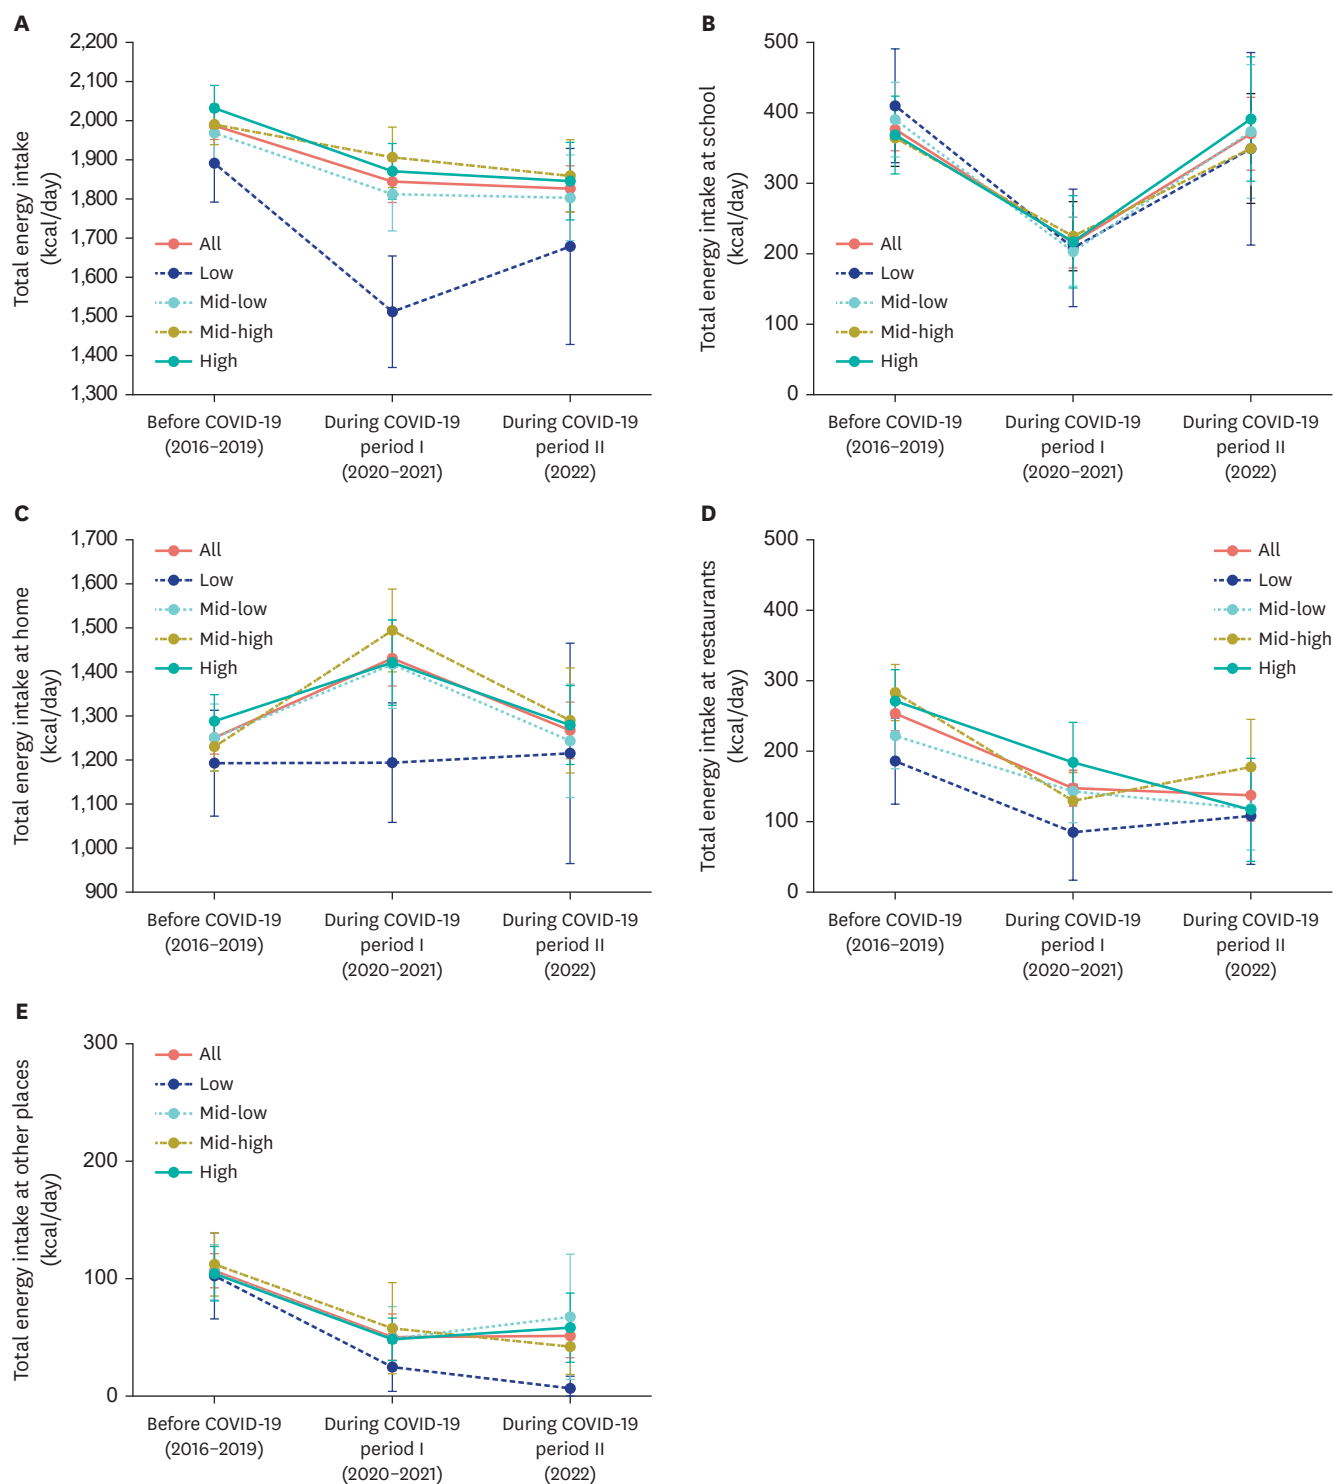 A
Total energy intake
(kcal/day)
2,200
2,100
2,000
1,900
1,800
1,700
1,600
1,500
1,400
1,300
All
Low
Mid-low
Mid-high
High
Before COVID-19
(2016–2019)
During COVID-19
period I
(2020–2021)
During COVID-19
period II
(2022)
B
Total energy intake at school
(kcal/day)
500
400
300
200
100
0
All
Low
Mid-low
Mid-high
High
Before COVID-19
(2016–2019)
During COVID-19
period I
(2020–2021)
During COVID-19
period II
(2022)
C
Total energy intake at home
(kcal/day)
1,700
1,600
1,500
1,400
1,300
1,200
1,100
1,000
900
All
Low
Mid-low
Mid-high
High
Before COVID-19
(2016–2019)
During COVID-19
period I
(2020–2021)
During COVID-19
period II
(2022)
D
Total energy intake at restaurants
(kcal/day)
500
400
300
200
100
0
All
Low
Mid-low
Mid-high
High
Before COVID-19
(2016–2019)
During COVID-19
period I
(2020–2021)
During COVID-19
period II
(2022)
E
Total energy intake at other places
(kcal/day)
300
200
100
0
All
Low
Mid-low
Mid-high
High
Before COVID-19
(2016–2019)
During COVID-19
period I
(2020–2021)
During COVID-19
period II
(2022)